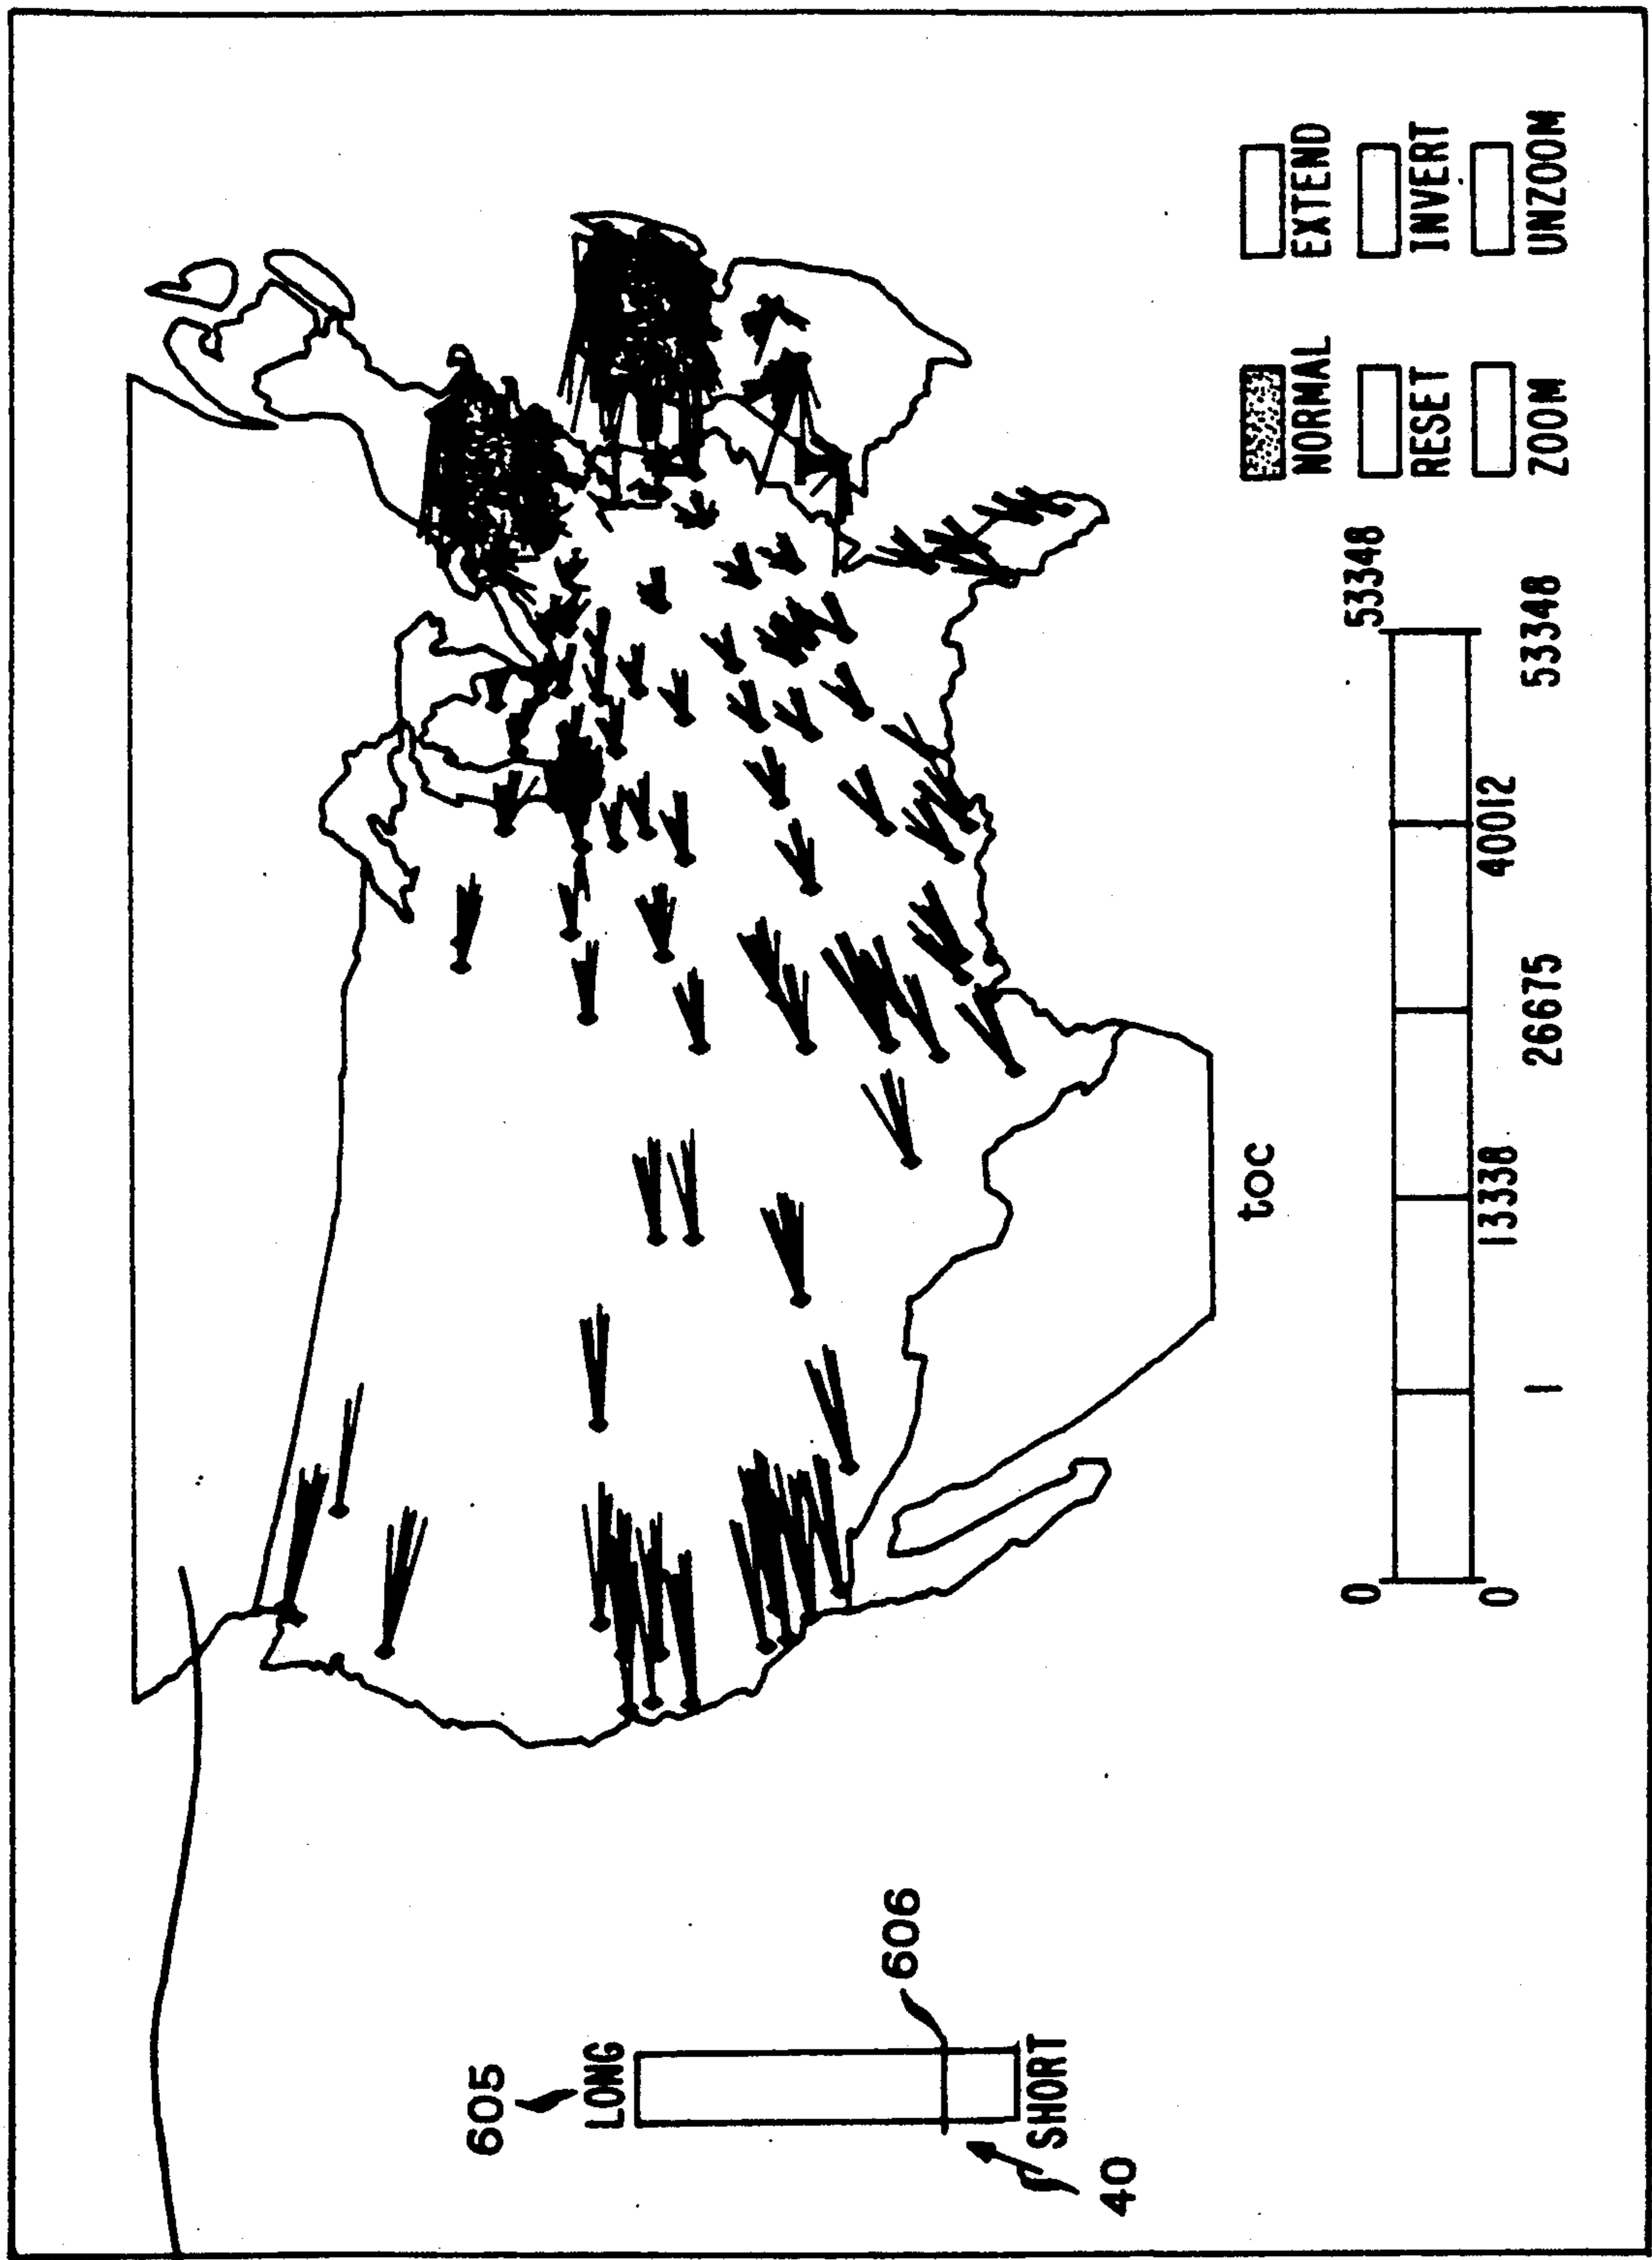 605
LONG
606
SHORT
40
toc
0
53348
0
1
13338
26675
40012
53348
NORMAL
EXTEND
RESET
INVERT
ZOOM
UNZOOM